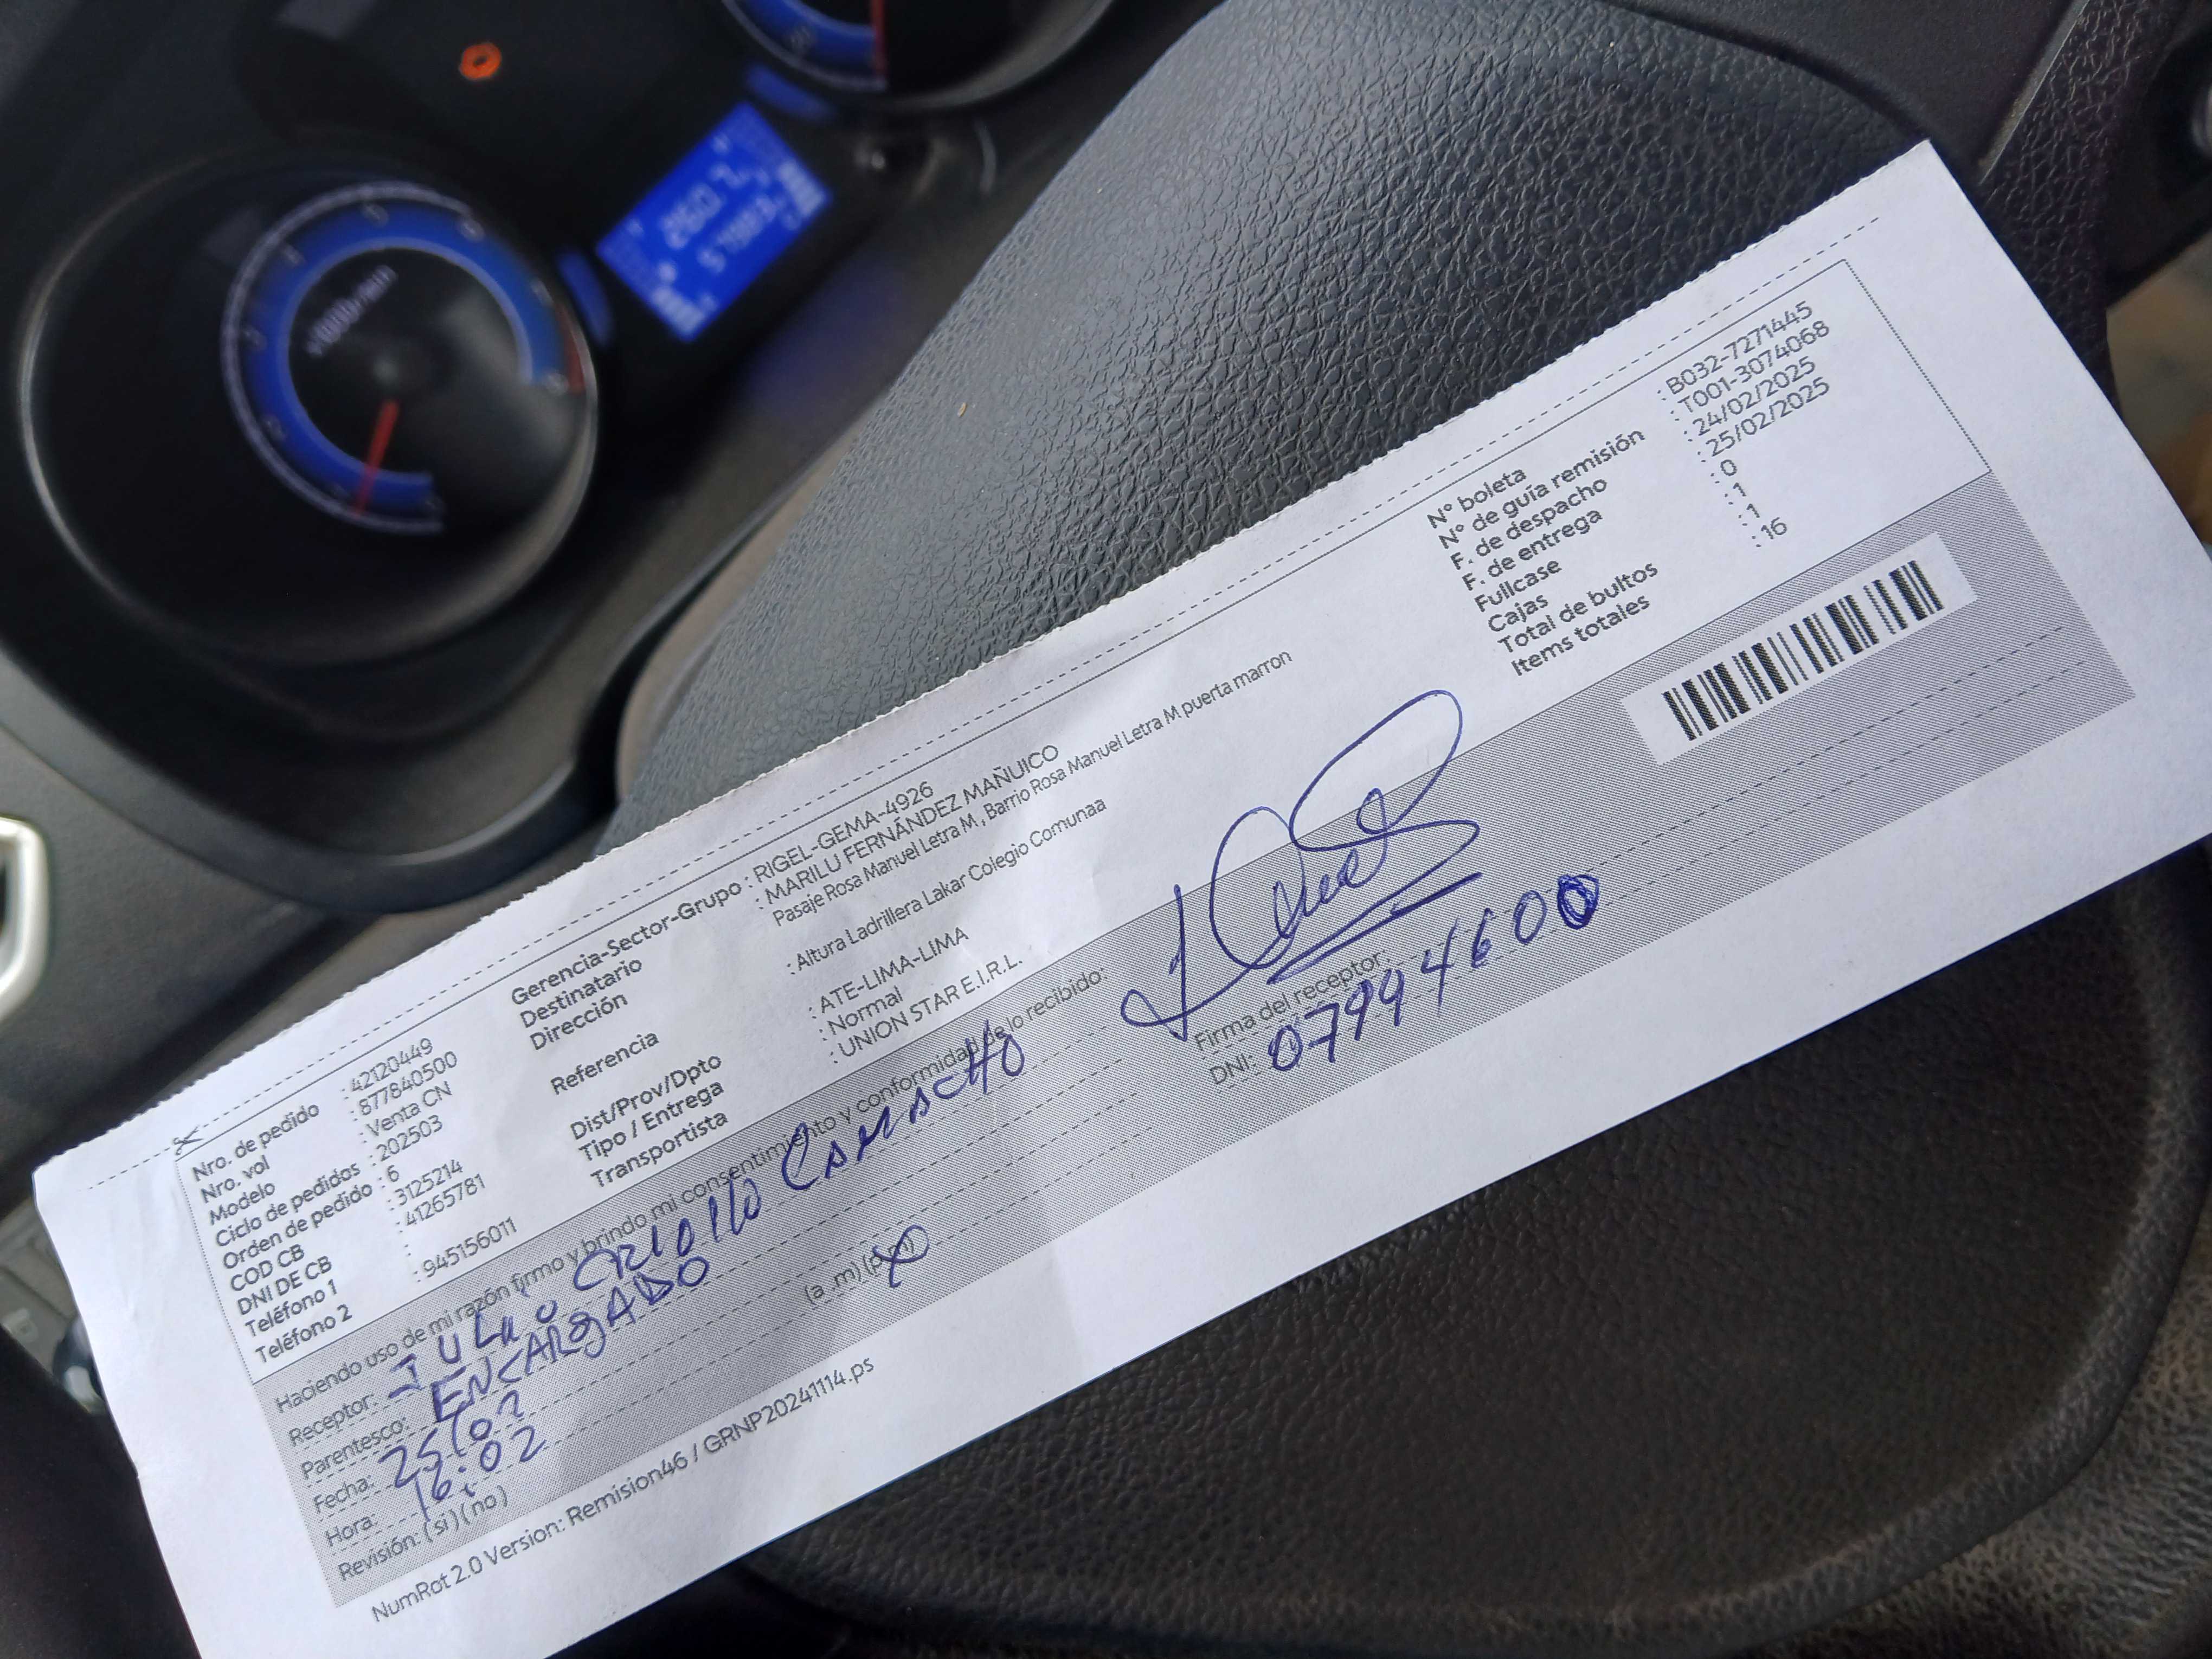 Nro. de pedido : 42120449
Nro. vol : 877840500
Modelo : Venta CN
Ciclo de pedidos : 202503
Orden de pedido : 6
COD CB : 3125214
DNI DE CB : 41265781
Teléfono 1 :
Teléfono 2 : 945156011
Gerencia-Sector-Grupo : RIGEL-GEMA-4926
Destinatario : MARILU FERNÁNDEZ MAÑUICO
Dirección Pasaje Rosa Manuel Letra M , Barrio Rosa Manuel Letra M puerta marron
Referencia : Altura Ladrillera Lakar Colegio Comunaa
Dist/Prov/Dpto : ATE-LIMA-LIMA
Tipo / Entrega : Normal
Transportista : UNION STAR E.I.R.L.
N° boleta : B032-7271445
N° de guía remisión : T001-3074068
F. de despacho : 24/02/2025
F. de entrega : 25/02/2025
Fullcase : 0
Cajas : 1
Total de bultos : 1
Items totales : 16
Haciendo uso de mi razón firmo y brindo mi consentimiento y conformidad de lo recibido:
Receptor: JULIO CRIOLLO CAMACHO
Parentesco: ENCARGADO
Fecha: 25/02
Hora: 16:02 (a .m) (p.m)
Revisión: (si) (no)
Firma del receptor:
DNI: 07994600
NumRot 2.0 Version: Remision46 / GRNP20241114.ps